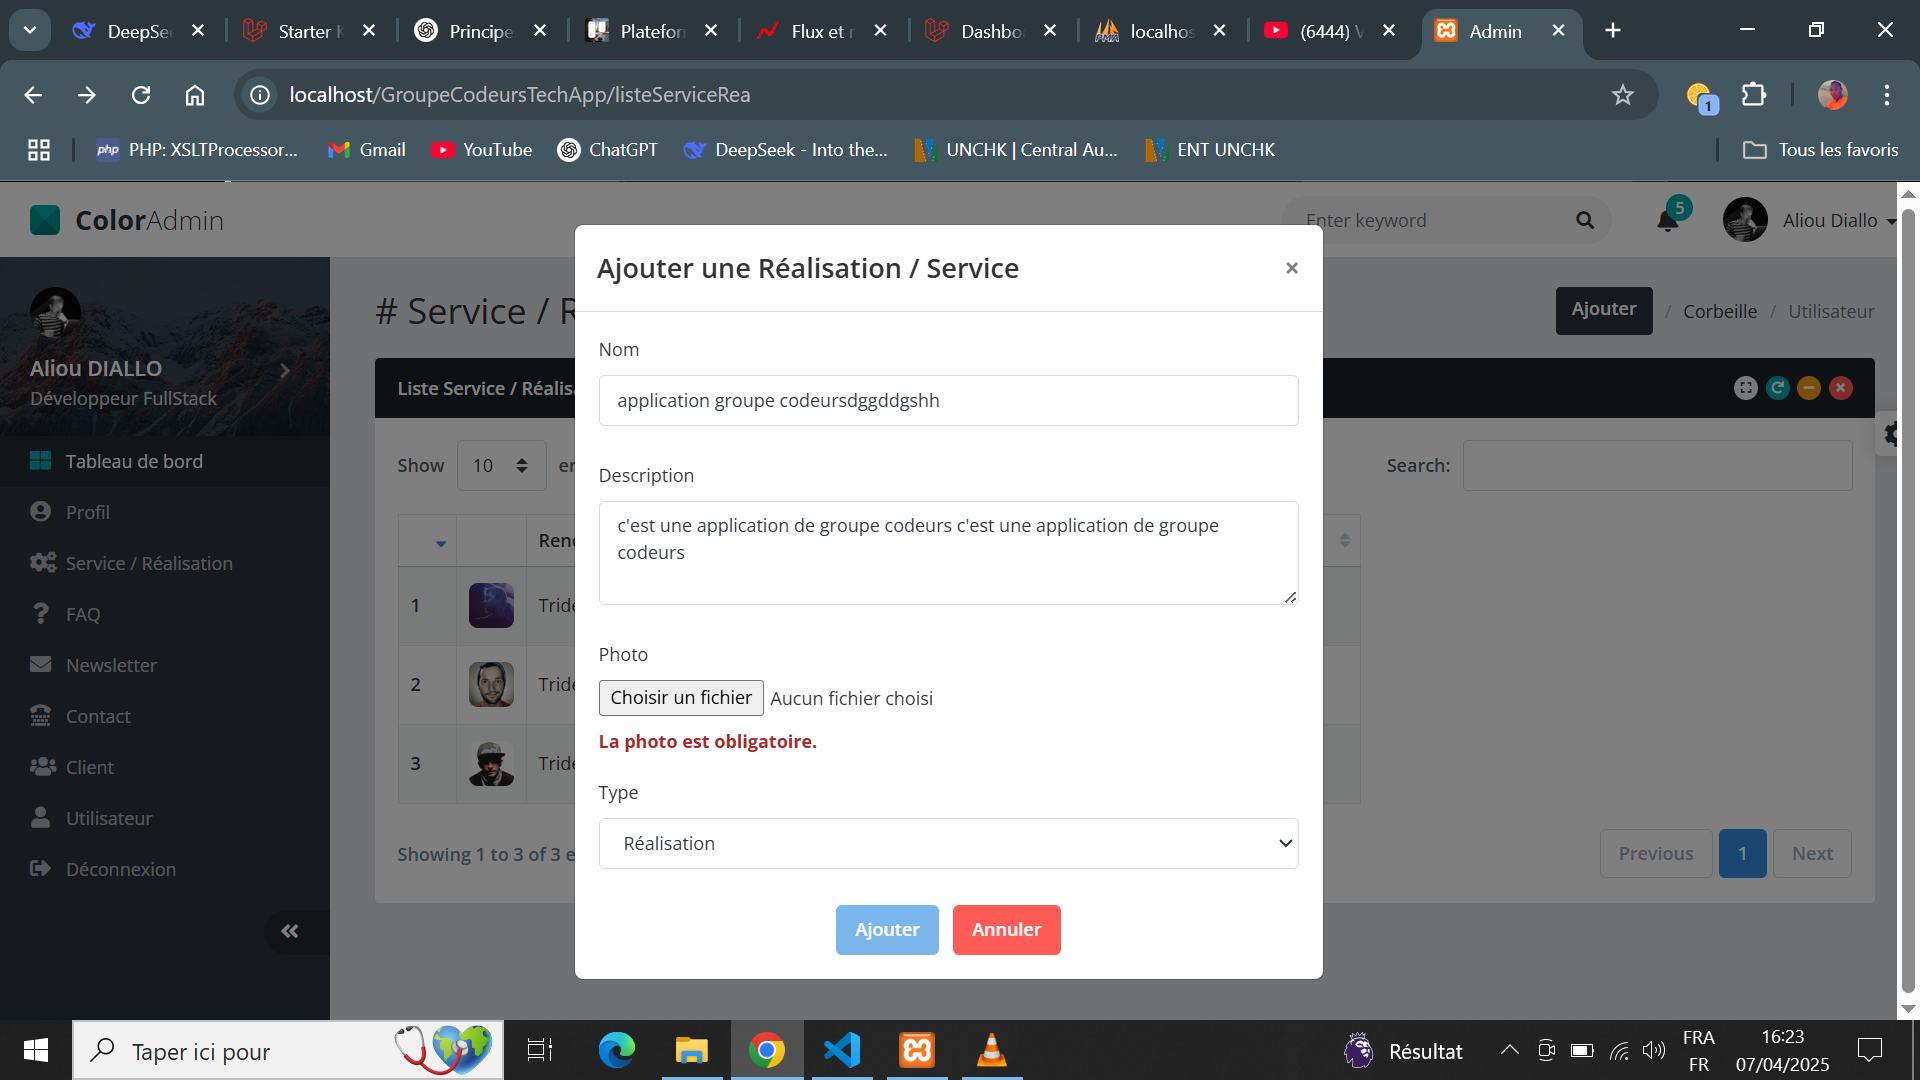 DeepSe
Starter K
Principe
Platefor
Flux et r
Dashbo
localhos
(6444) V
Admin
localhost/GroupeCodeursTechApp/listeServiceRea
1
PHP: XSLTProcessor...
Gmail
YouTube
ChatGPT
DeepSeek - Into the...
UNCHK | Central Au...
ENT UNCHK
Tous les favoris
ColorAdmin
Enter keyword
5
Aliou Diallo
Aliou DIALLO
Développeur FullStack
Tableau de bord
Profil
Service / Réalisation
FAQ
Newsletter
Contact
Client
Utilisateur
Déconnexion
# Service / R
Ajouter / Corbeille / Utilisateur
Liste Service / Réalis
Show 10 en
Search:
Reno
1 Tride
2 Tride
3 Tride
Showing 1 to 3 of 3 e
Previous 1 Next
Ajouter une Réalisation / Service
×
Nom
application groupe codeursdggddgshh
Description
c'est une application de groupe codeurs c'est une application de groupe
codeurs
Photo
Choisir un fichier Aucun fichier choisi
La photo est obligatoire.
Type
Réalisation
Ajouter Annuler
Taper ici pour
Résultat
FRA
FR
16:23
07/04/2025